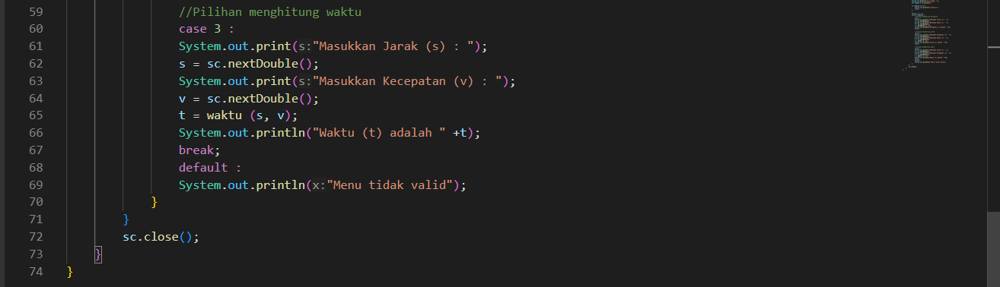 59 //Pilihan menghitung waktu
60 case 3 :
61 System.out.print(s:"Masukkan Jarak (s) : ");
62 s = sc.nextDouble();
63 System.out.print(s:"Masukkan Kecepatan (v) : ");
64 v = sc.nextDouble();
65 t = waktu (s, v);
66 System.out.println("Waktu (t) adalah " +t);
67 break;
68 default :
69 System.out.println(x:"Menu tidak valid");
70 }
71 }
72 sc.close();
73 }
74 }